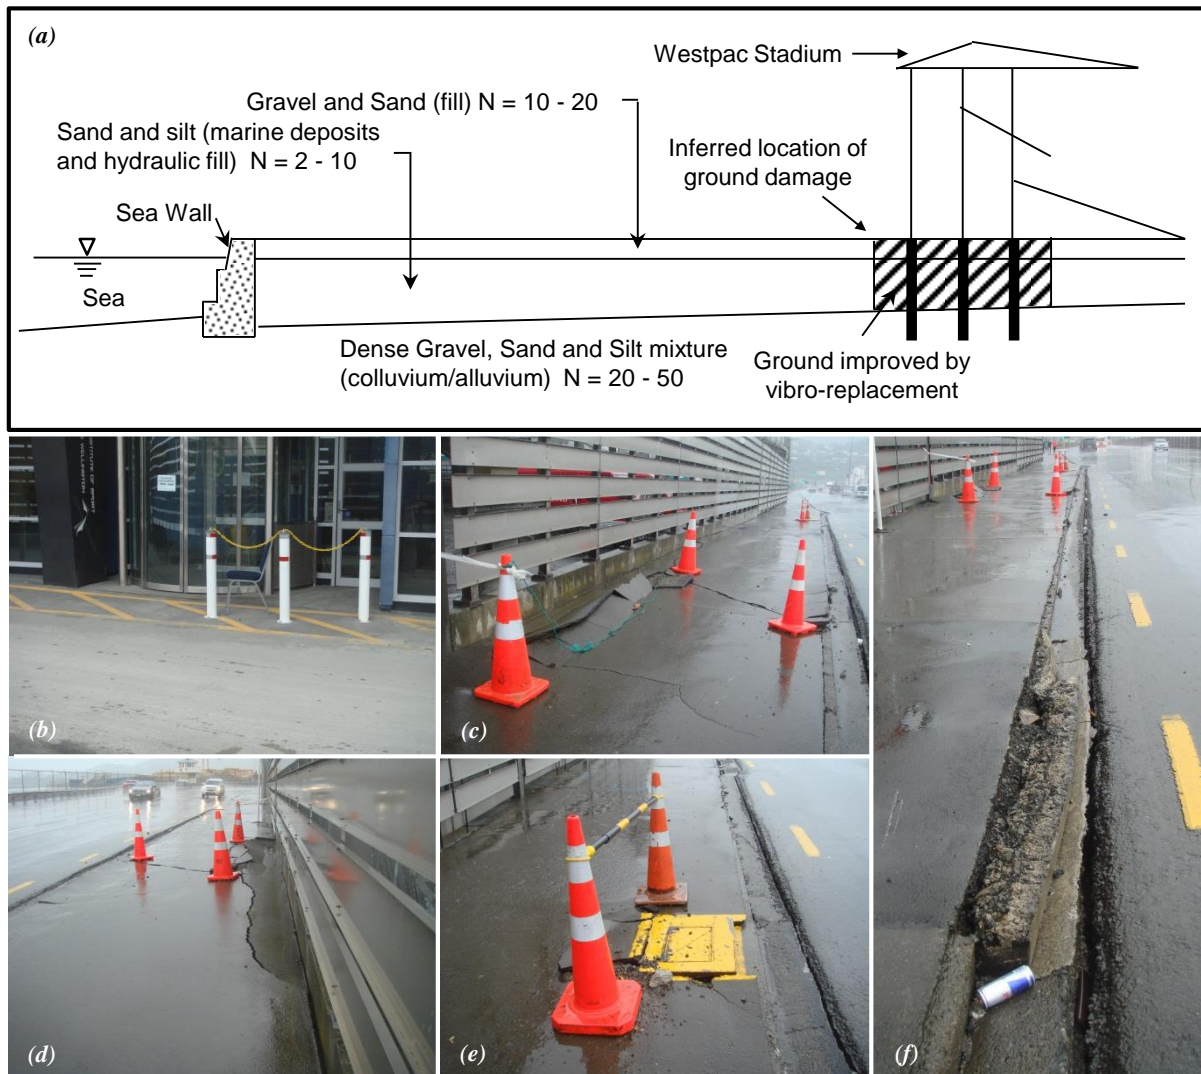 (a)
Westpac Stadium
Gravel and Sand (fill) N = 10 - 20
Sand and silt (marine deposits
and hydraulic fill)  N = 2 - 10
Inferred location of
ground damage
Sea Wall
Sea
Dense Gravel, Sand and Silt mixture
(colluvium/alluvium)  N = 20 - 50
Ground improved by
vibro-replacement
(b)
(c)
(d)
(e)
(f)